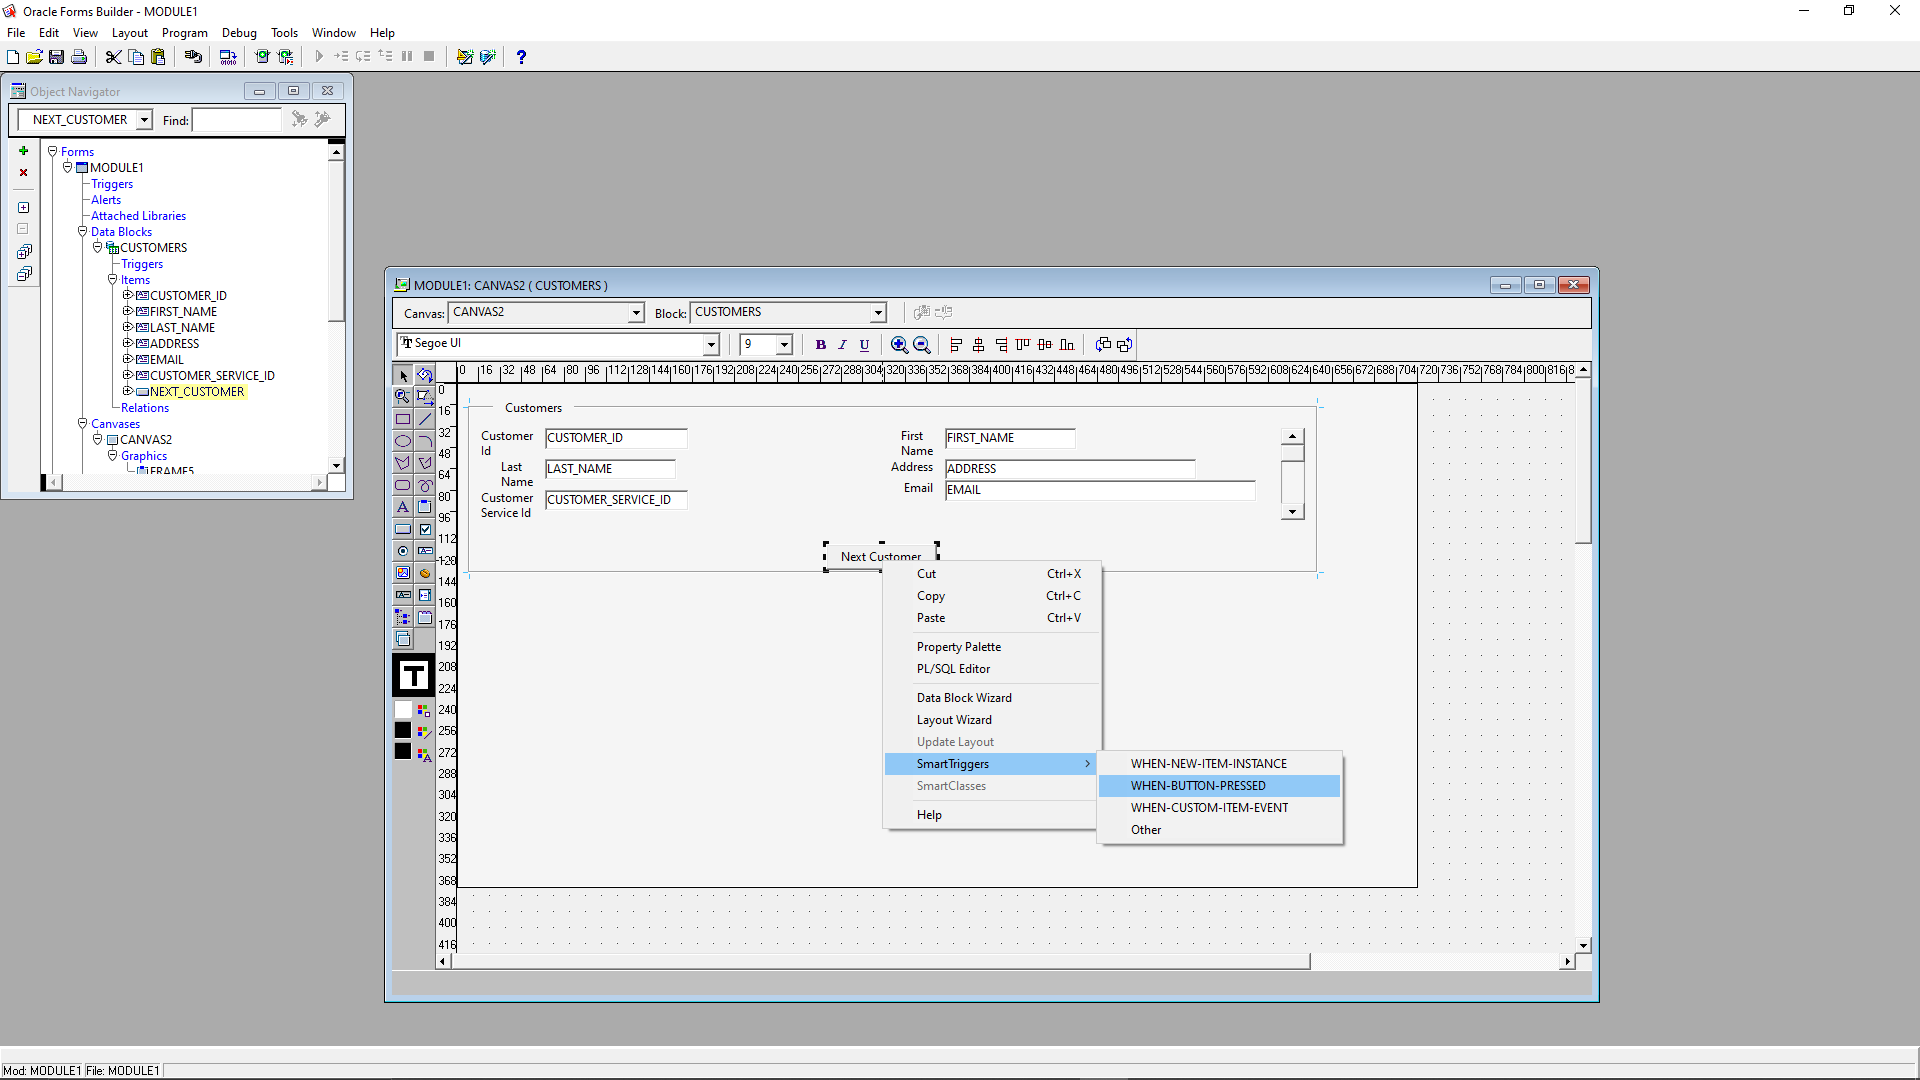 Oracle Forms Builder - MODULE1
File Edit View Layout Program Debug Tools Window Help
Object Navigator
NEXT_CUSTOMER Find:
Forms
MODULE1
Triggers
Alerts
Attached Libraries
Data Blocks
CUSTOMERS
Triggers
Items
CUSTOMER_ID
FIRST_NAME
LAST_NAME
ADDRESS
EMAIL
CUSTOMER_SERVICE_ID
NEXT_CUSTOMER
Relations
Canvases
CANVAS2
Graphics
FRAME5
MODULE1: CANVAS2 ( CUSTOMERS )
Canvas: CANVAS2 Block: CUSTOMERS
Segoe UI 9 B I U
0 16 32 48 64 80 96 112 128 144 160 176 192 208 224 240 256 272 288 304 320 336 352 368 384 400 416 432 448 464 480 496 512 528 544 560 576 592 608 624 640 656 672 688 704 720 736 752 768 784 800 816 8
0
16
32
48
64
80
96
112
128
144
160
176
192
208
224
240
256
272
288
304
320
336
352
368
384
400
416
Customers
Customer Id CUSTOMER_ID First Name FIRST_NAME
Last Name LAST_NAME Address ADDRESS
Customer Service Id CUSTOMER_SERVICE_ID Email EMAIL
Next Customer
Cut Ctrl+X
Copy Ctrl+C
Paste Ctrl+V
Property Palette
PL/SQL Editor
Data Block Wizard
Layout Wizard
Update Layout
SmartTriggers
SmartClasses
Help
WHEN-NEW-ITEM-INSTANCE
WHEN-BUTTON-PRESSED
WHEN-CUSTOM-ITEM-EVENT
Other
Mod: MODULE1 File: MODULE1